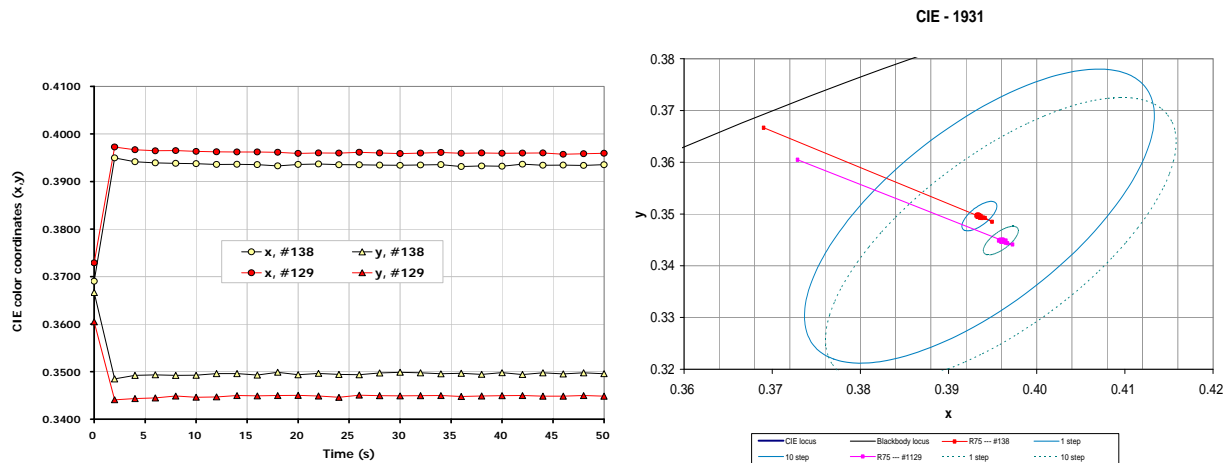 CIE - 1931
0.4100
0.4000
0.3900
0.3800
0.3700
0.3600
0.3500
0.3400
CIE color coordinates (x.y)
x, #138
y, #138
x, #129
y, #129
0 5 10 15 20 25 30 35 40 45 50
Time (s)
0.38
0.37
0.36
0.35
0.34
0.33
0.32
y
0.36 0.37 0.38 0.39 0.40 0.41 0.42
x
CIE locus
Blackbody locus
R75 --- #138
1 step
10 step
R75 --- #1129
1 step
10 step